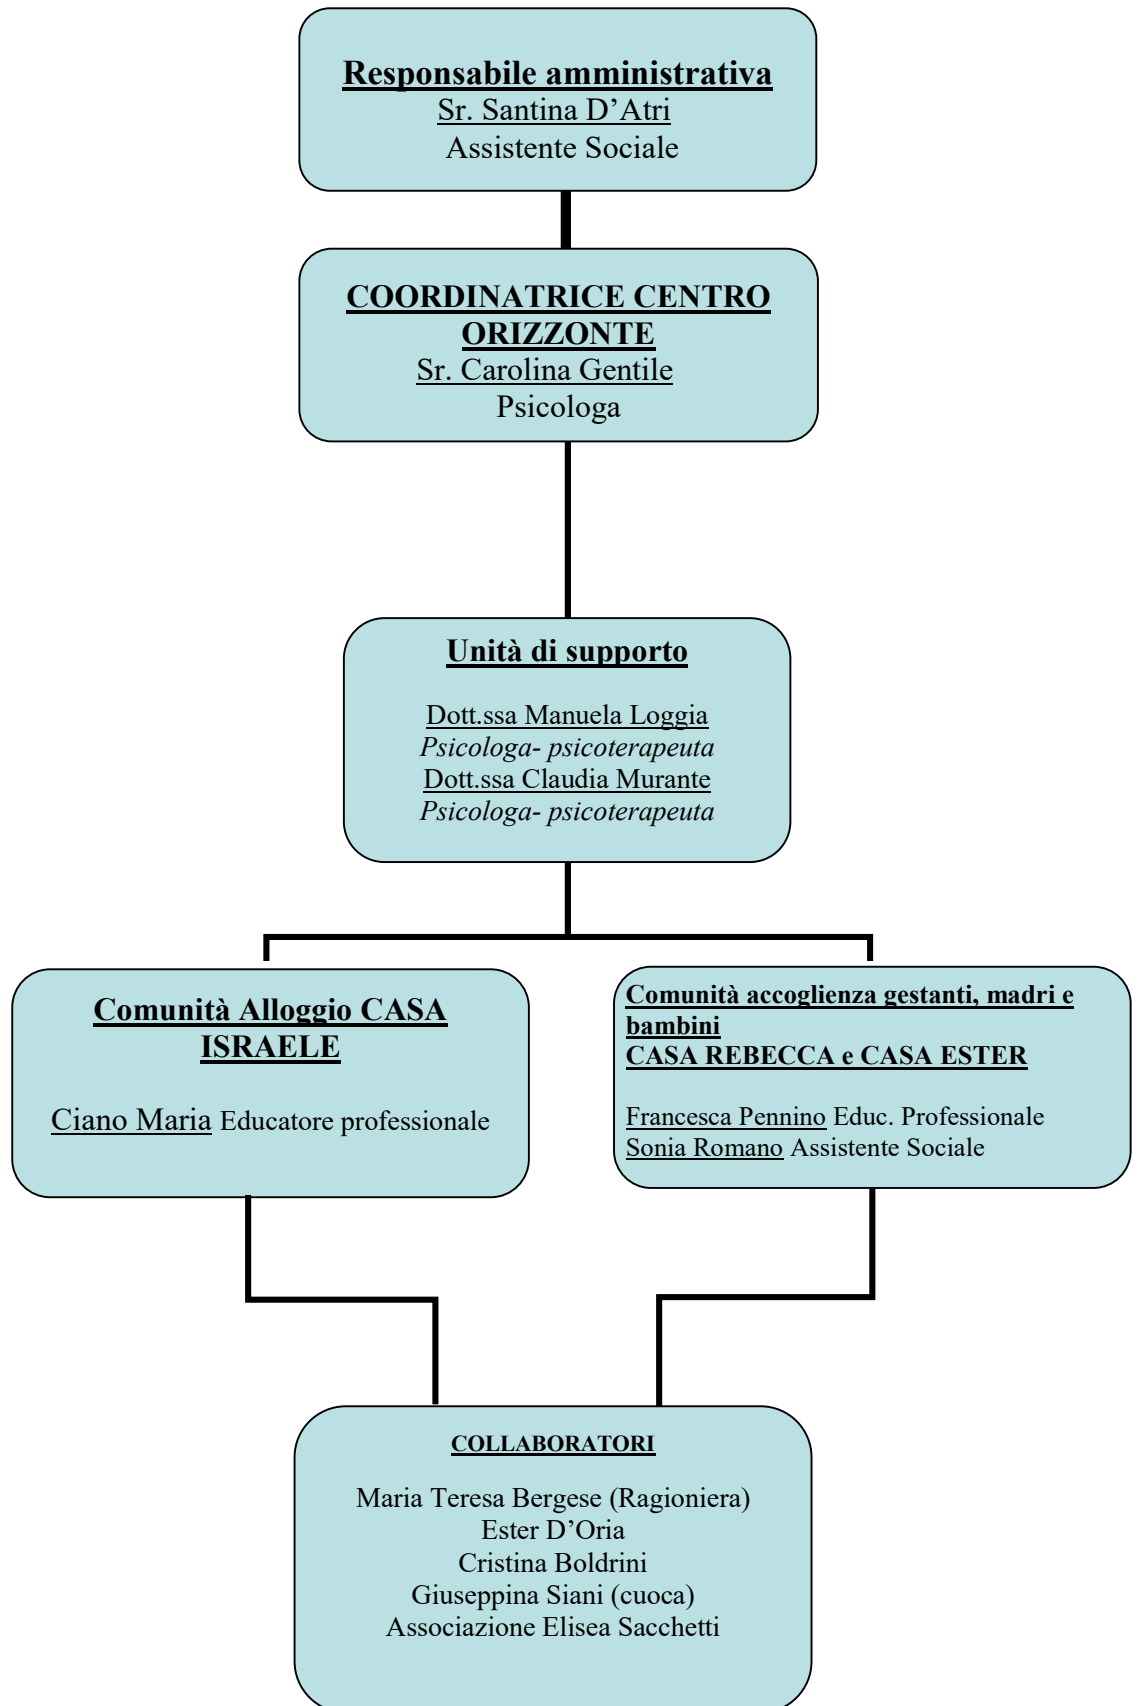 Responsabile amministrativa
Sr. Santina D’Atri
Assistente Sociale
COORDINATRICE CENTRO
ORIZZONTE
Sr. Carolina Gentile
Psicologa
Unità di supporto
Dott.ssa Manuela Loggia
Psicologa- psicoterapeuta
Dott.ssa Claudia Murante
Psicologa- psicoterapeuta
Comunità Alloggio CASA
ISRAELE
Ciano Maria Educatore professionale
Comunità accoglienza gestanti, madri e
bambini
CASA REBECCA e CASA ESTER
Francesca Pennino Educ. Professionale
Sonia Romano Assistente Sociale
COLLABORATORI
Maria Teresa Bergese (Ragioniera)
Ester D’Oria
Cristina Boldrini
Giuseppina Siani (cuoca)
Associazione Elisea Sacchetti